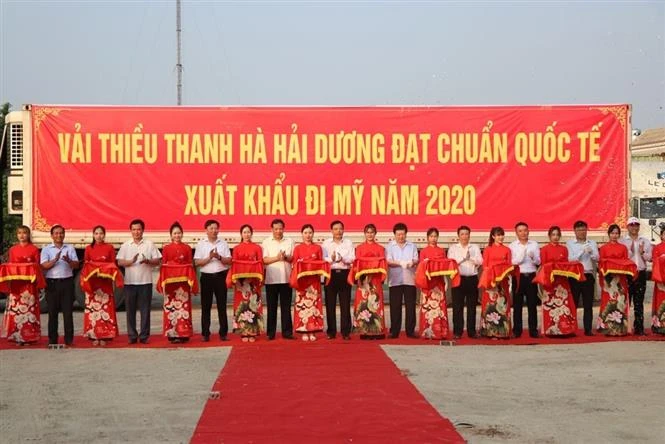 VẢI THIỀU THANH HÀ HẢI DƯƠNG ĐẠT CHUẨN QUỐC TẾ
XUẤT KHẨU ĐI MỸ NĂM 2020